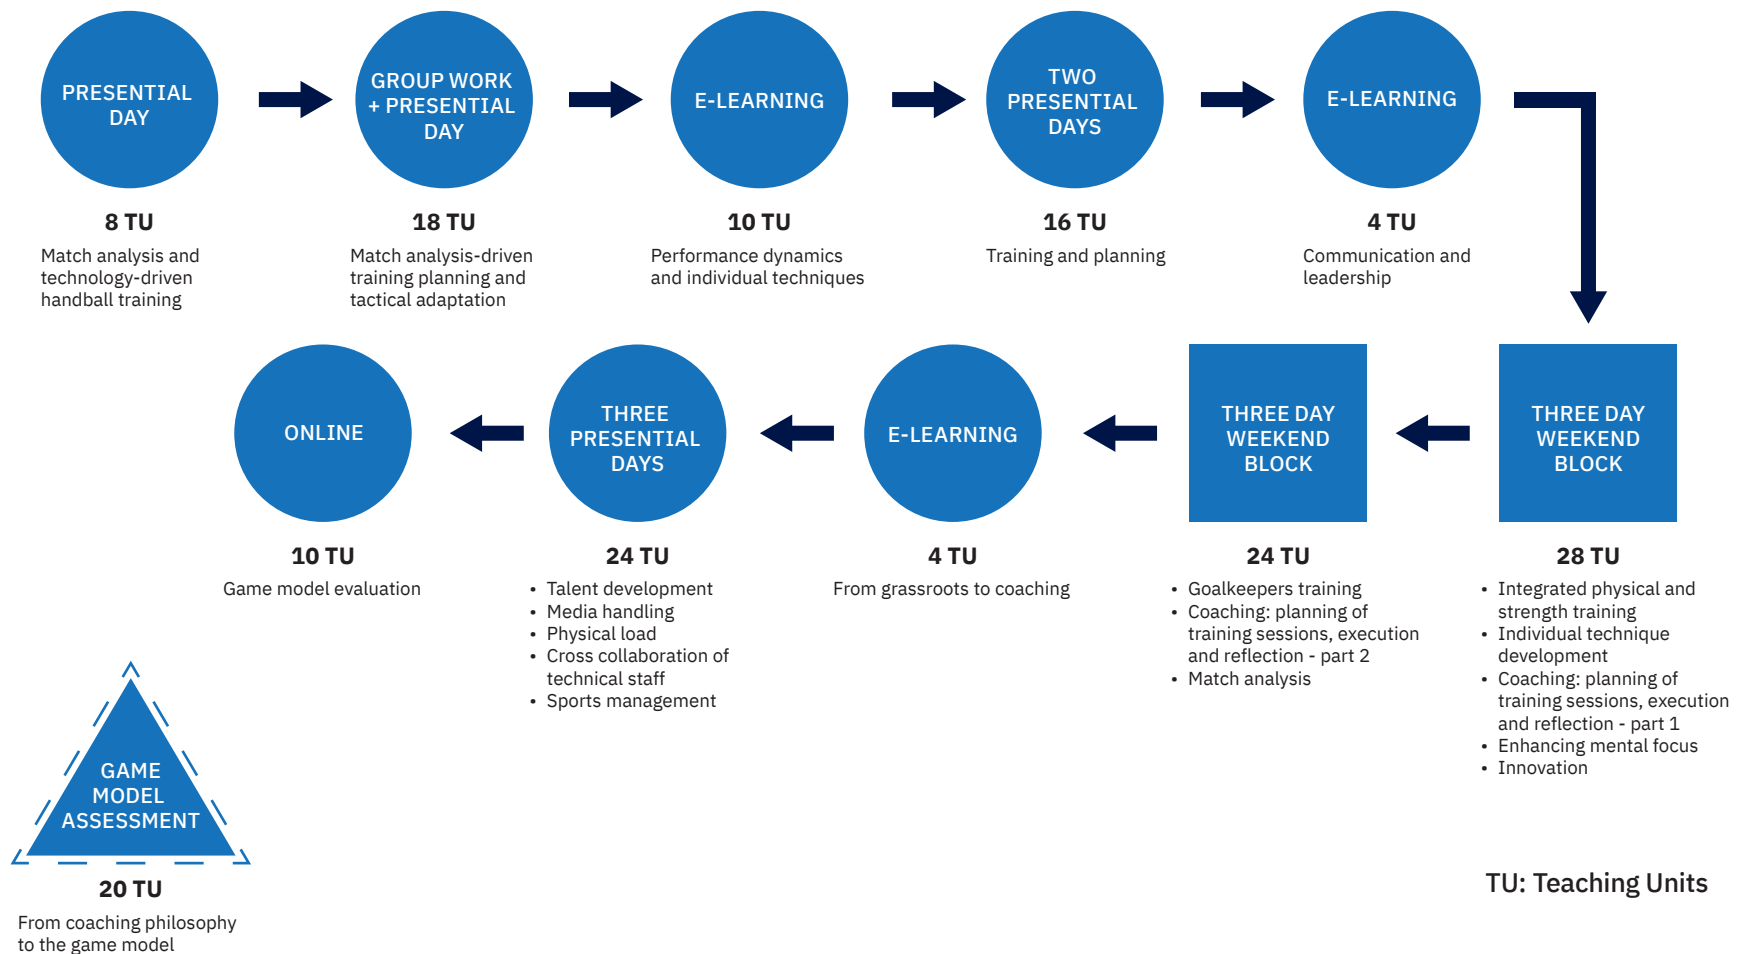 PRESENTIAL
DAY
8 TU
Match analysis and
technology-driven
handball training
GROUP WORK
+ PRESENTIAL
DAY
18 TU
Match analysis-driven
training planning and
tactical adaptation
E-LEARNING
10 TU
Performance dynamics
and individual techniques
TWO
PRESENTIAL
DAYS
16 TU
Training and planning
E-LEARNING
4 TU
Communication and
leadership
THREE DAY
WEEKEND
BLOCK
28 TU
• Integrated physical and
strength training
• Individual technique
development
• Coaching: planning of
training sessions, execution
and reflection - part 1
• Enhancing mental focus
• Innovation
THREE DAY
WEEKEND
BLOCK
24 TU
• Goalkeepers training
• Coaching: planning of
training sessions, execution
and reflection - part 2
• Match analysis
E-LEARNING
4 TU
From grassroots to coaching
THREE
PRESENTIAL
DAYS
24 TU
• Talent development
• Media handling
• Physical load
• Cross collaboration of
technical staff
• Sports management
ONLINE
10 TU
Game model evaluation
GAME
MODEL
ASSESSMENT
20 TU
From coaching philosophy
to the game model
TU: Teaching Units